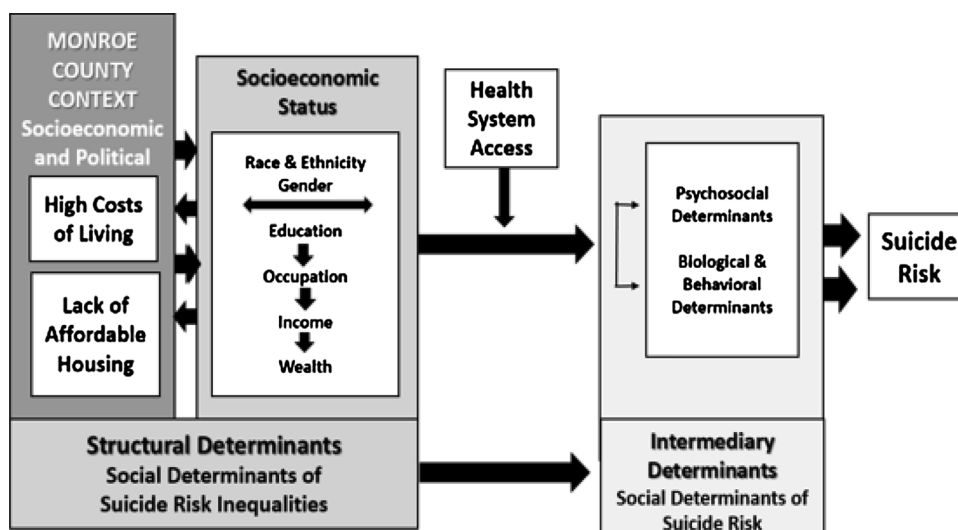 MONROE
COUNTY
CONTEXT
Socioeconomic
and Political
High Costs
of Living
Lack of
Affordable
Housing
Socioeconomic
Status
Race & Ethnicity
Gender
Education
Occupation
Income
Wealth
Structural Determinants
Social Determinants of
Suicide Risk Inequalities
Health
System
Access
Psychosocial
Determinants
Biological &
Behavioral
Determinants
Intermediary
Determinants
Social Determinants of
Suicide Risk
Suicide
Risk